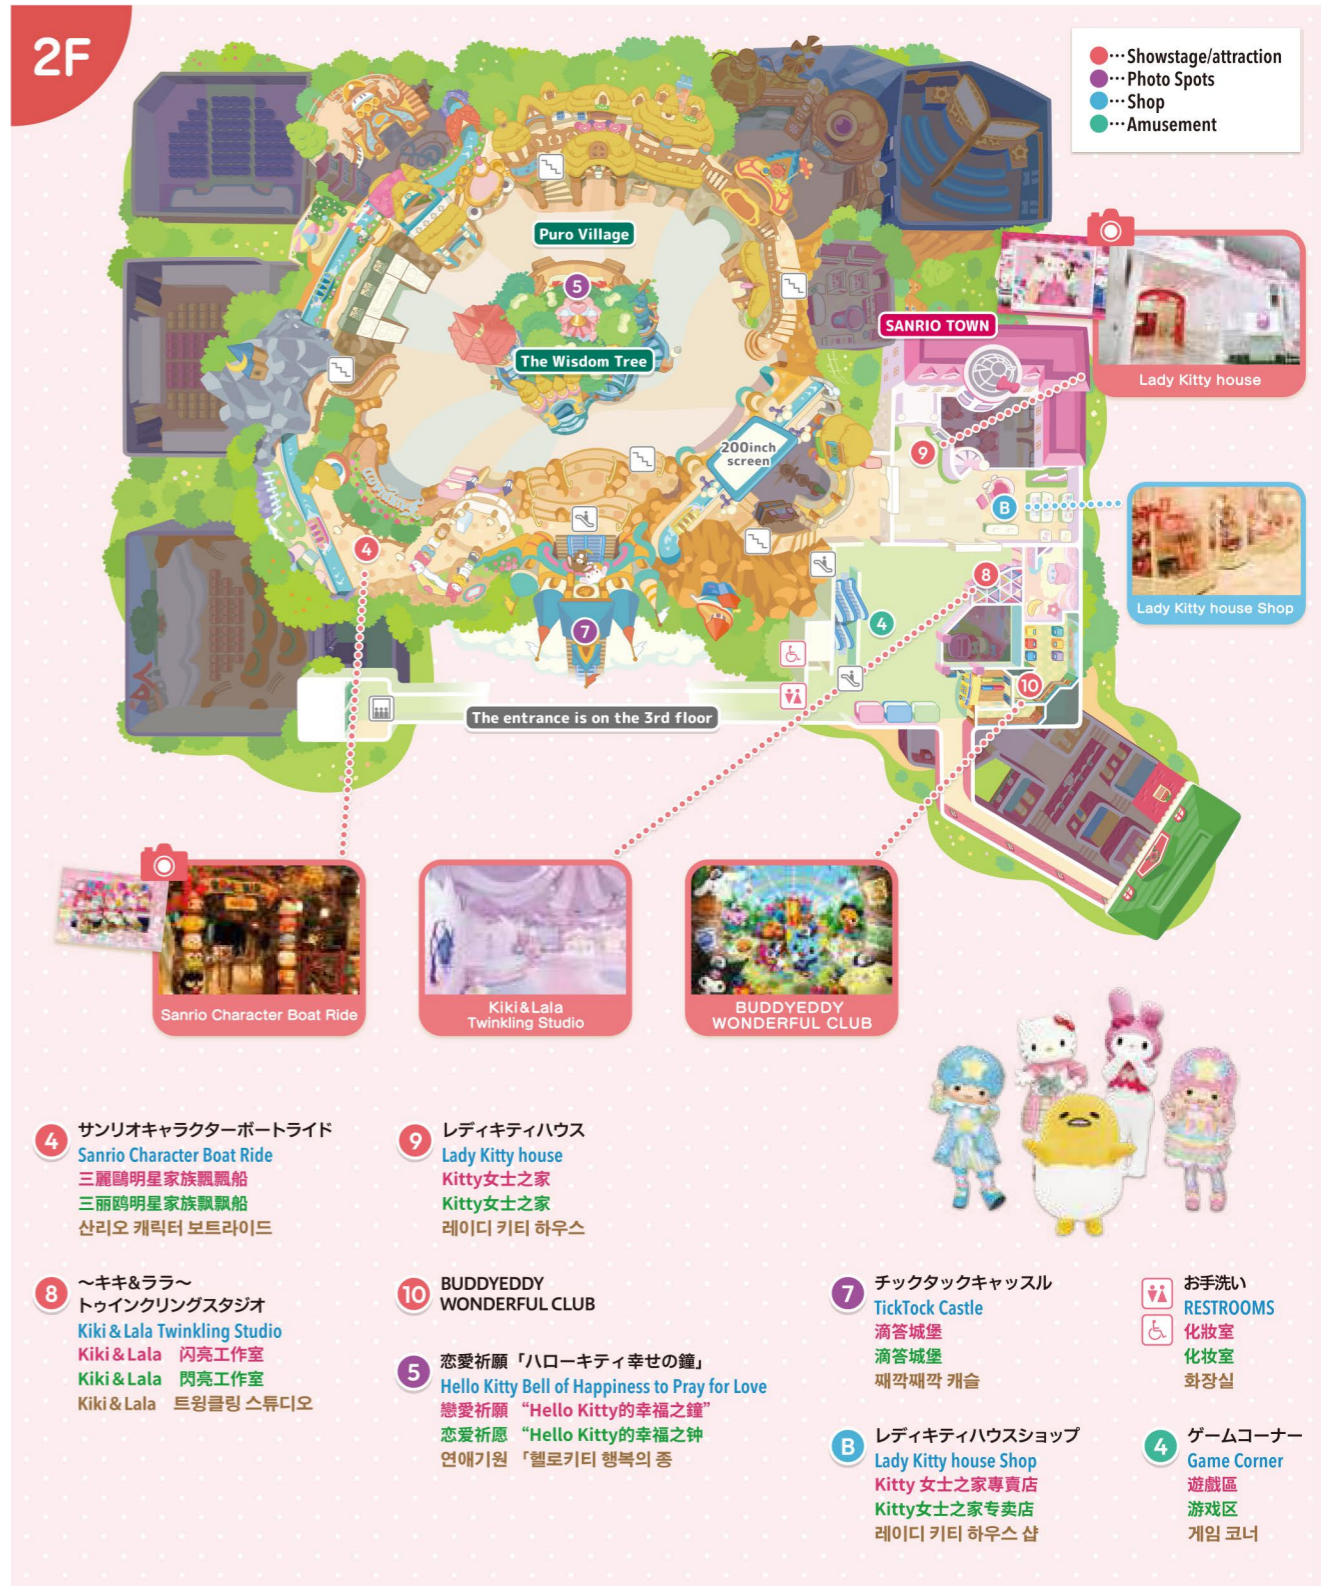 2F
●…Showstage/attraction
●…Photo Spots
●…Shop
●…Amusement
Puro Village
5
The Wisdom Tree
SANRIO TOWN
Lady Kitty house
9
200inch
screen
B
Lady Kitty house Shop
4
8
7
4
10
The entrance is on the 3rd floor
Sanrio Character Boat Ride
Kiki&Lala
Twinkling Studio
BUDDYEDDY
WONDERFUL CLUB
4
サンリオキャラクターボートライド
Sanrio Character Boat Ride
三麗鷗明星家族飄飄船
三丽鸥明星家族飘飘船
산리오 캐릭터 보트라이드
9
レディキティハウス
Lady Kitty house
Kitty女士之家
Kitty女士之家
레이디 키티 하우스
8
～キキ&ララ～
トゥインクリングスタジオ
Kiki&Lala Twinkling Studio
Kiki&Lala 闪亮工作室
Kiki&Lala 閃亮工作室
Kiki&Lala 트윙클링 스튜디오
10
BUDDYEDDY
WONDERFUL CLUB
5
恋愛祈願「ハローキティ幸せの鐘」
Hello Kitty Bell of Happiness to Pray for Love
戀愛祈願 “Hello Kitty的幸福之鐘”
恋爱祈愿 “Hello Kitty的幸福之钟
연애기원 「헬로키티 행복의 종
7
チックタックキャッスル
TickTock Castle
滴答城堡
滴答城堡
째깍째깍 캐슬
お手洗い
RESTROOMS
化妝室
化妆室
화장실
B
レディキティハウスショップ
Lady Kitty house Shop
Kitty 女士之家專賣店
Kitty女士之家专卖店
레이디 키티 하우스 샵
4
ゲームコーナー
Game Corner
遊戲區
游戏区
게임 코너